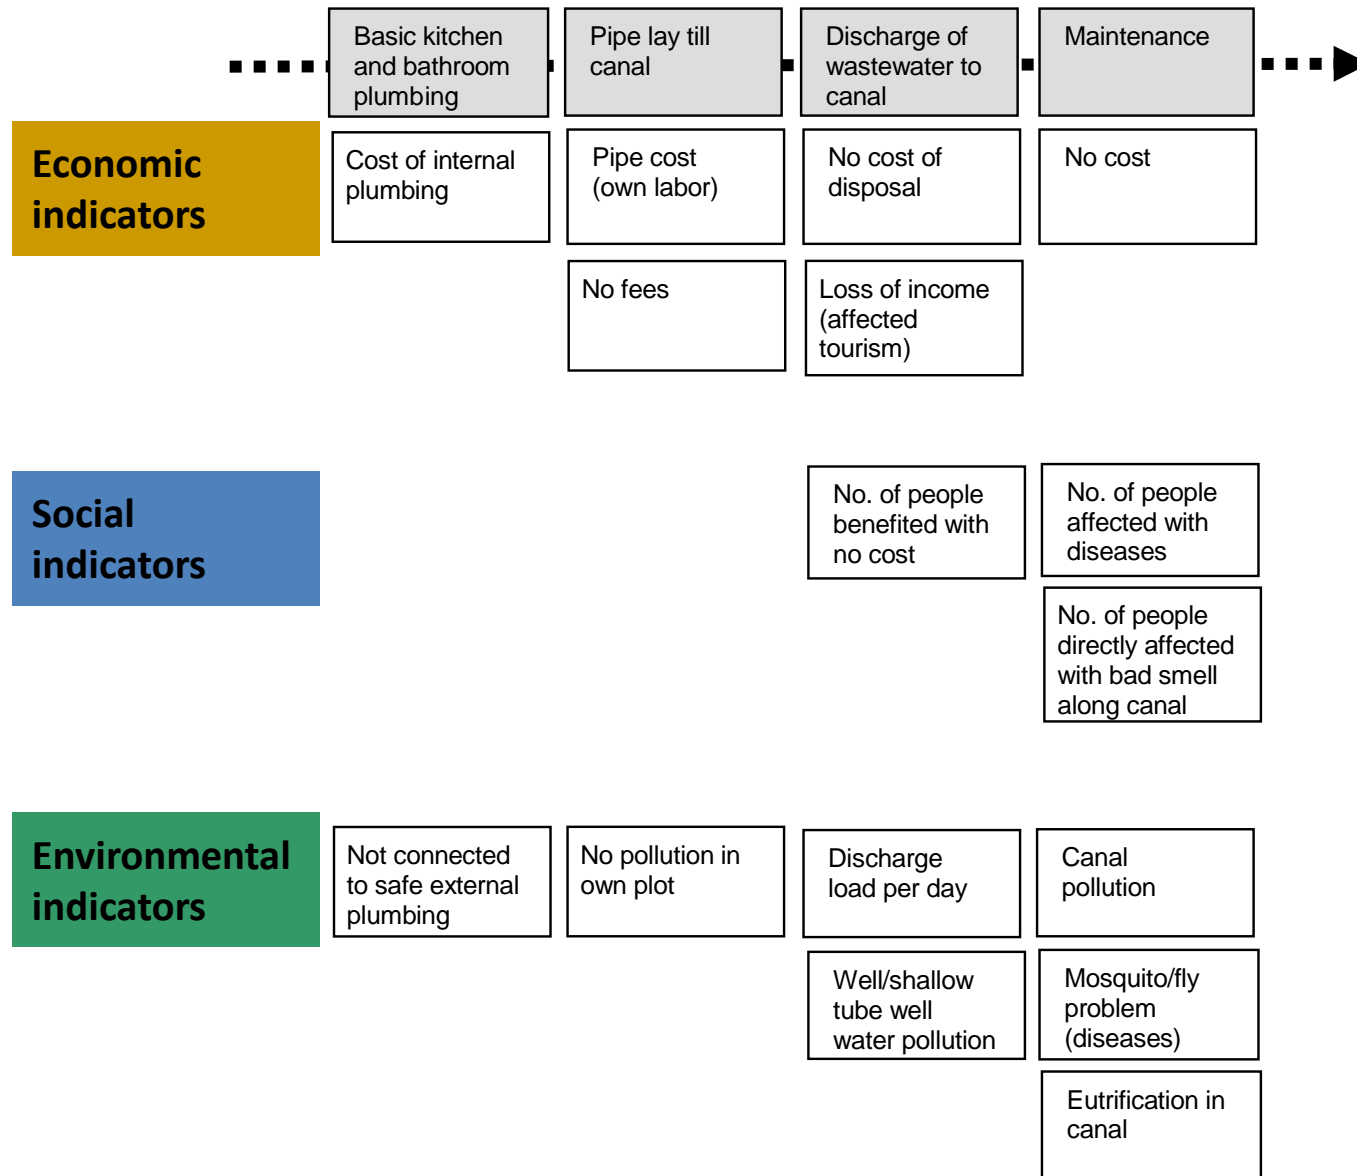 Basic kitchen
and bathroom
plumbing
Pipe lay till
canal
Discharge of
wastewater to
canal
Maintenance
Economic
indicators
Cost of internal
plumbing
Pipe cost
(own labor)
No cost of
disposal
No cost
No fees
Loss of income
(affected
tourism)
Social
indicators
No. of people
benefited with
no cost
No. of people
affected with
diseases
No. of people
directly affected
with bad smell
along canal
Environmental
indicators
Not connected
to safe external
plumbing
No pollution in
own plot
Discharge
load per day
Canal
pollution
Well/shallow
tube well
water pollution
Mosquito/fly
problem
(diseases)
Eutrification in
canal